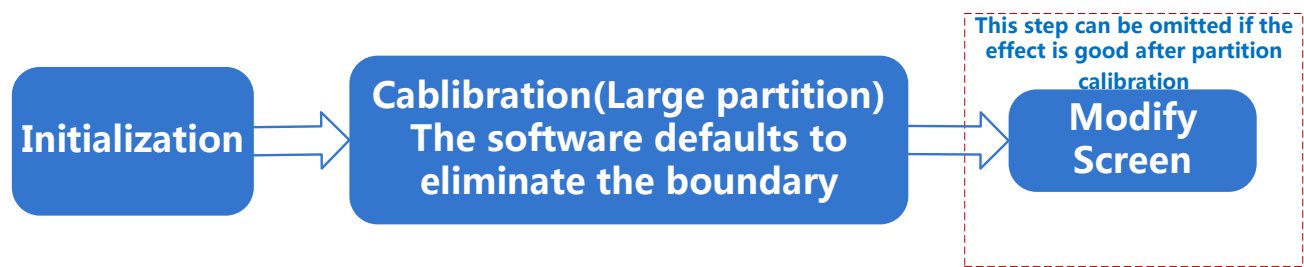 Initialization
Cablibration(Large partition)
The software defaults to
eliminate the boundary
This step can be omitted if the
effect is good after partition
calibration
Modify
Screen